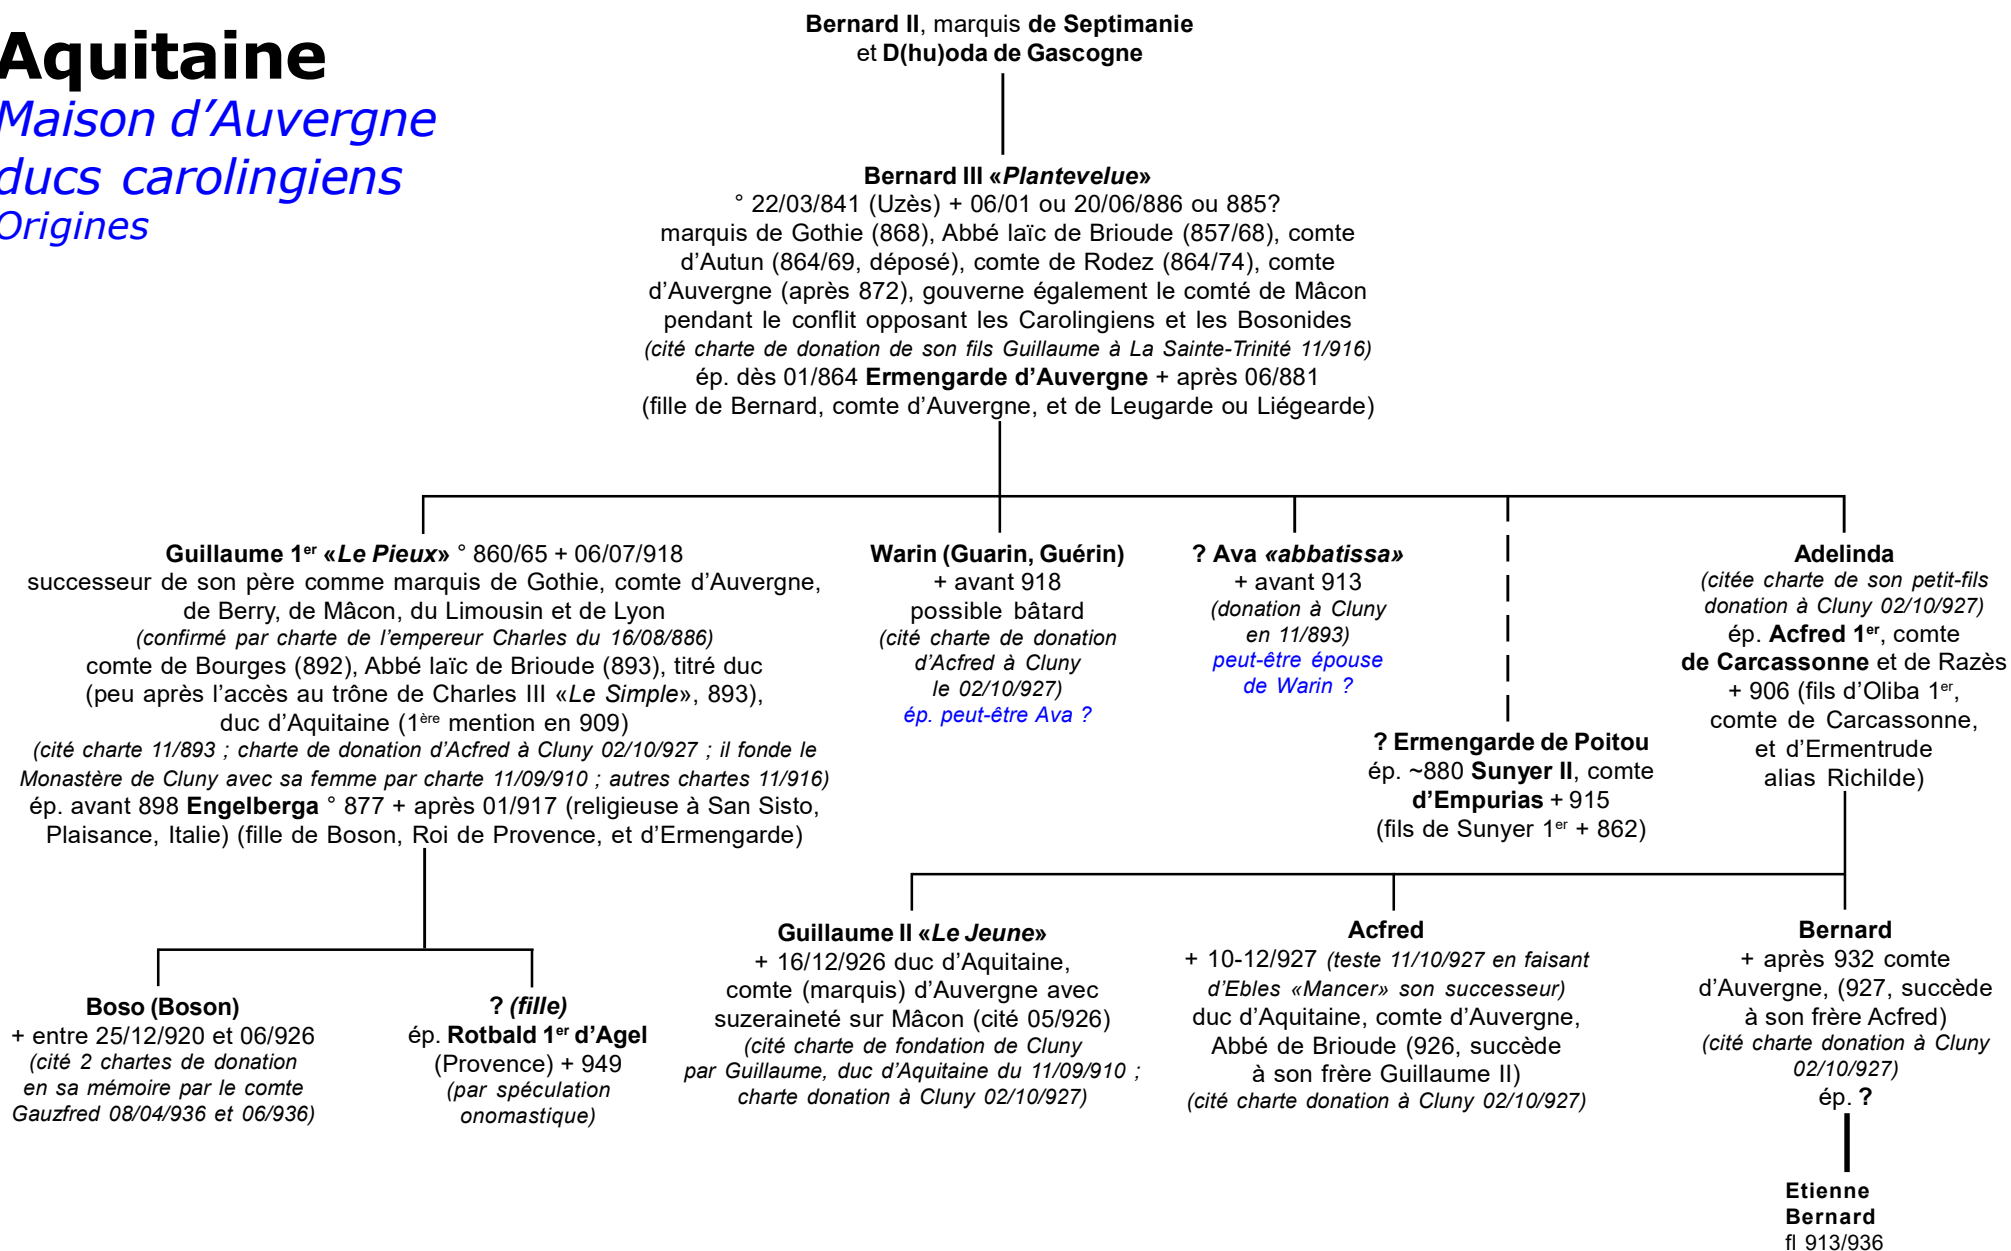 Aquitaine
Maison d’Auvergne
ducs carolingiens
Origines
Bernard II, marquis de Septimanie
et D(hu)oda de Gascogne
Bernard III «Plantevelue»
° 22/03/841 (Uzès) + 06/01 ou 20/06/886 ou 885?
marquis de Gothie (868), Abbé laïc de Brioude (857/68), comte
d’Autun (864/69, déposé), comte de Rodez (864/74), comte
d’Auvergne (après 872), gouverne également le comté de Mâcon
pendant le conflit opposant les Carolingiens et les Bosonides
(cité charte de donation de son fils Guillaume à La Sainte-Trinité 11/916)
ép. dès 01/864 Ermengarde d’Auvergne + après 06/881
(fille de Bernard, comte d’Auvergne, et de Leugarde ou Liégearde)
Guillaume 1er «Le Pieux» ° 860/65 + 06/07/918
successeur de son père comme marquis de Gothie, comte d’Auvergne,
de Berry, de Mâcon, du Limousin et de Lyon
(confirmé par charte de l’empereur Charles du 16/08/886)
comte de Bourges (892), Abbé laïc de Brioude (893), titré duc
(peu après l’accès au trône de Charles III «Le Simple», 893),
duc d’Aquitaine (1ère mention en 909)
(cité charte 11/893 ; charte de donation d’Acfred à Cluny 02/10/927 ; il fonde le
Monastère de Cluny avec sa femme par charte 11/09/910 ; autres chartes 11/916)
ép. avant 898 Engelberga ° 877 + après 01/917 (religieuse à San Sisto,
Plaisance, Italie) (fille de Boson, Roi de Provence, et d’Ermengarde)
Warin (Guarin, Guérin)
+ avant 918
possible bâtard
(cité charte de donation
d’Acfred à Cluny
le 02/10/927)
ép. peut-être Ava ?
? Ava «abbatissa»
+ avant 913
(donation à Cluny
en 11/893)
peut-être épouse
de Warin ?
? Ermengarde de Poitou
ép. ~880 Sunyer II, comte
d’Empurias + 915
(fils de Sunyer 1er + 862)
Adelinda
(citée charte de son petit-fils
donation à Cluny 02/10/927)
ép. Acfred 1er, comte
de Carcassonne et de Razès
+ 906 (fils d’Oliba 1er,
comte de Carcassonne,
et d’Ermentrude
alias Richilde)
Boso (Boson)
+ entre 25/12/920 et 06/926
(cité 2 chartes de donation
en sa mémoire par le comte
Gauzfred 08/04/936 et 06/936)
? (fille)
ép. Rotbald 1er d’Agel
(Provence) + 949
(par spéculation
onomastique)
Guillaume II «Le Jeune»
+ 16/12/926 duc d’Aquitaine,
comte (marquis) d’Auvergne avec
suzeraineté sur Mâcon (cité 05/926)
(cité charte de fondation de Cluny
par Guillaume, duc d’Aquitaine du 11/09/910 ;
charte donation à Cluny 02/10/927)
Acfred
+ 10-12/927 (teste 11/10/927 en faisant
d’Ebles «Mancer» son successeur)
duc d’Aquitaine, comte d’Auvergne,
Abbé de Brioude (926, succède
à son frère Guillaume II)
(cité charte donation à Cluny 02/10/927)
Bernard
+ après 932 comte
d’Auvergne, (927, succède
à son frère Acfred)
(cité charte donation à Cluny
02/10/927)
ép. ?
Etienne
Bernard
fl 913/936